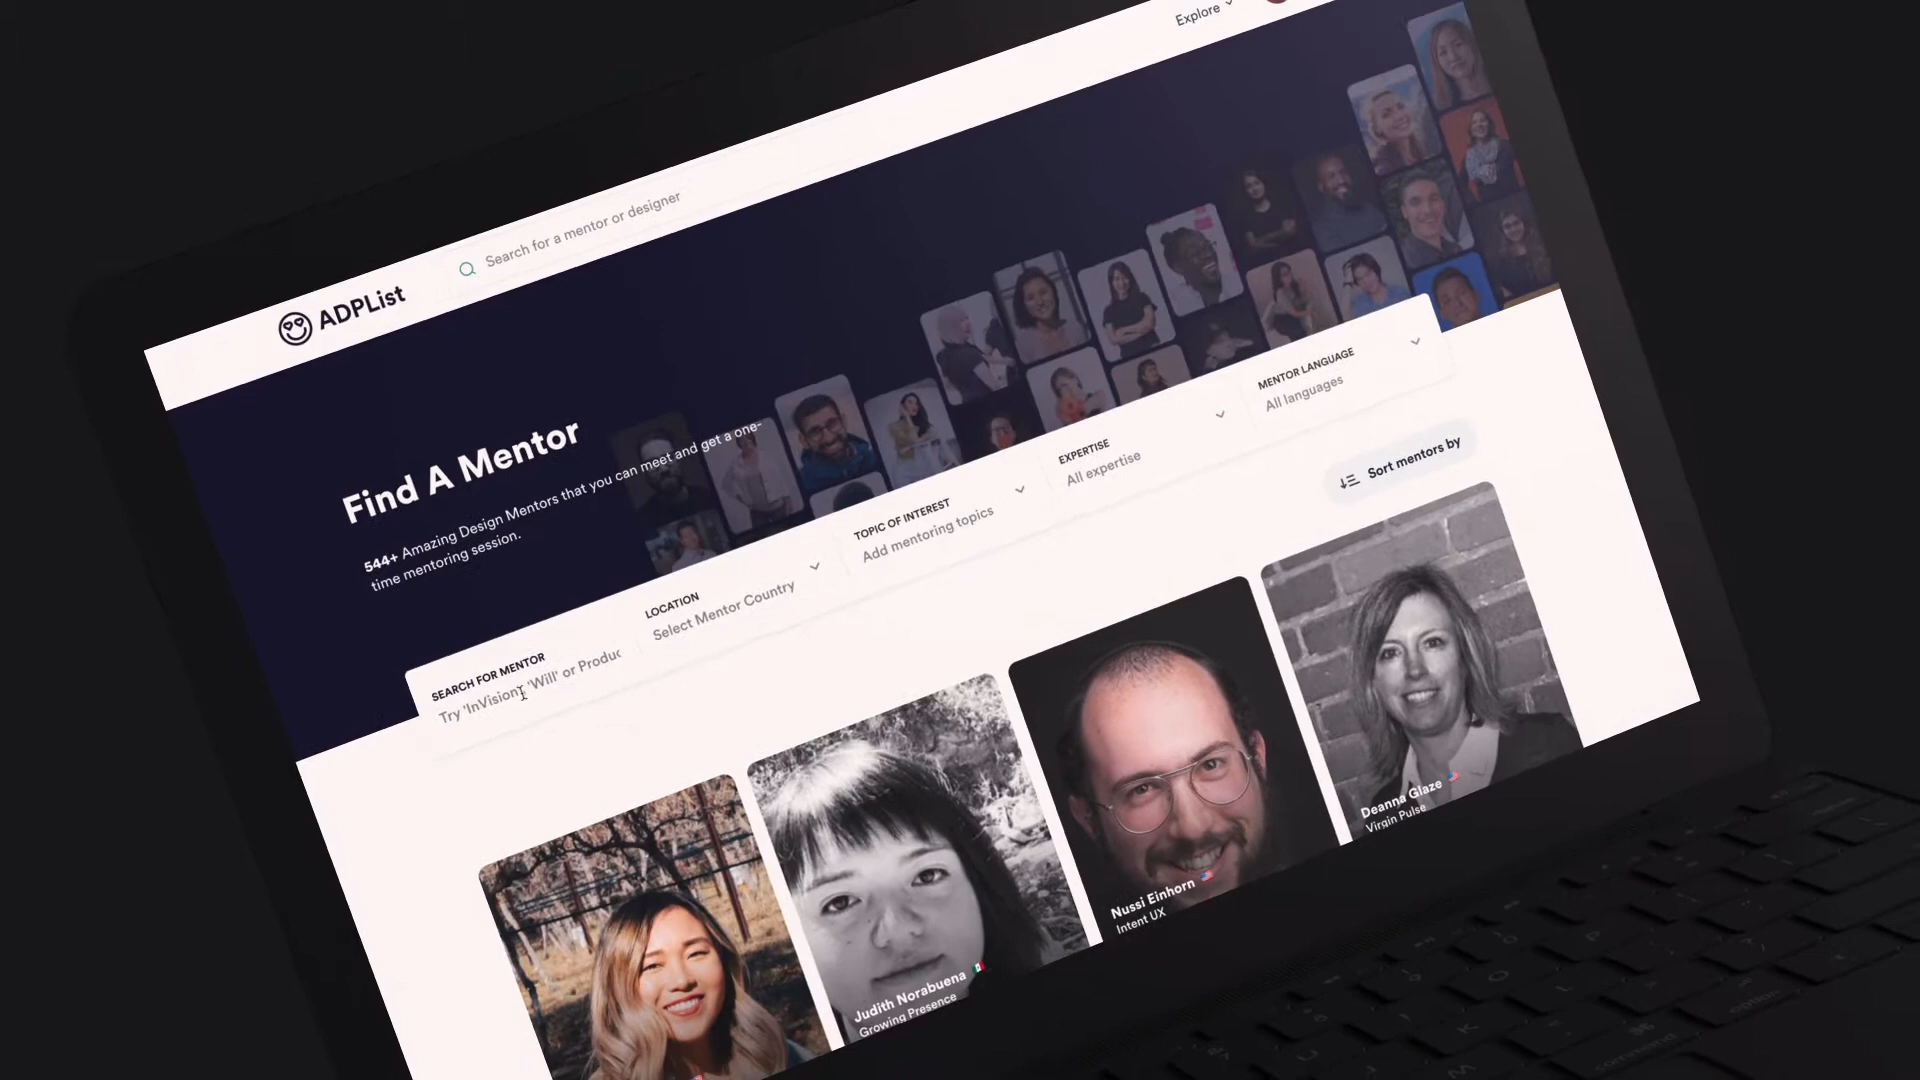 Explore
Search for a mentor or designer
ADPList
Find A Mentor
544+ Amazing Design Mentors that you can meet and get a one-
time mentoring session.
SEARCH FOR MENTOR
Try 'InVision', 'Will' or Produc
LOCATION
Select Mentor Country
TOPIC OF INTEREST
Add mentoring topics
EXPERTISE
All expertise
MENTOR LANGUAGE
All languages
Sort mentors by
Judith Norabuena
Growing Presence
Nussi Einhorn
Intent UX
Deanna Glaze
Virgin Pulse
command
option